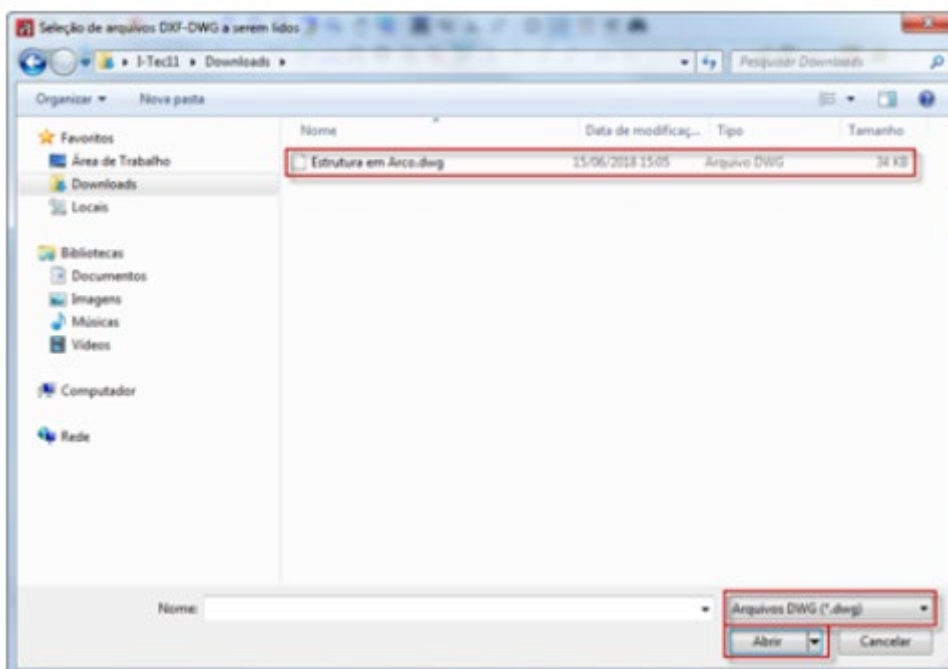 Seleção de arquivos DXF-DWG a serem lidos
I-Tec11 Downloads
Pesquisar Downloads
Organizar Nova pasta
Nome Data de modificaç... Tipo Tamanho
Estrutura em Arco.dwg 15/06/2018 15:05 Arquivo DWG 34 KB
Favoritos
Área de Trabalho
Downloads
Locais
Bibliotecas
Documentos
Imagens
Músicas
Vídeos
Computador
Rede
Nome:
Arquivos DWG (*.dwg)
Abrir Cancelar